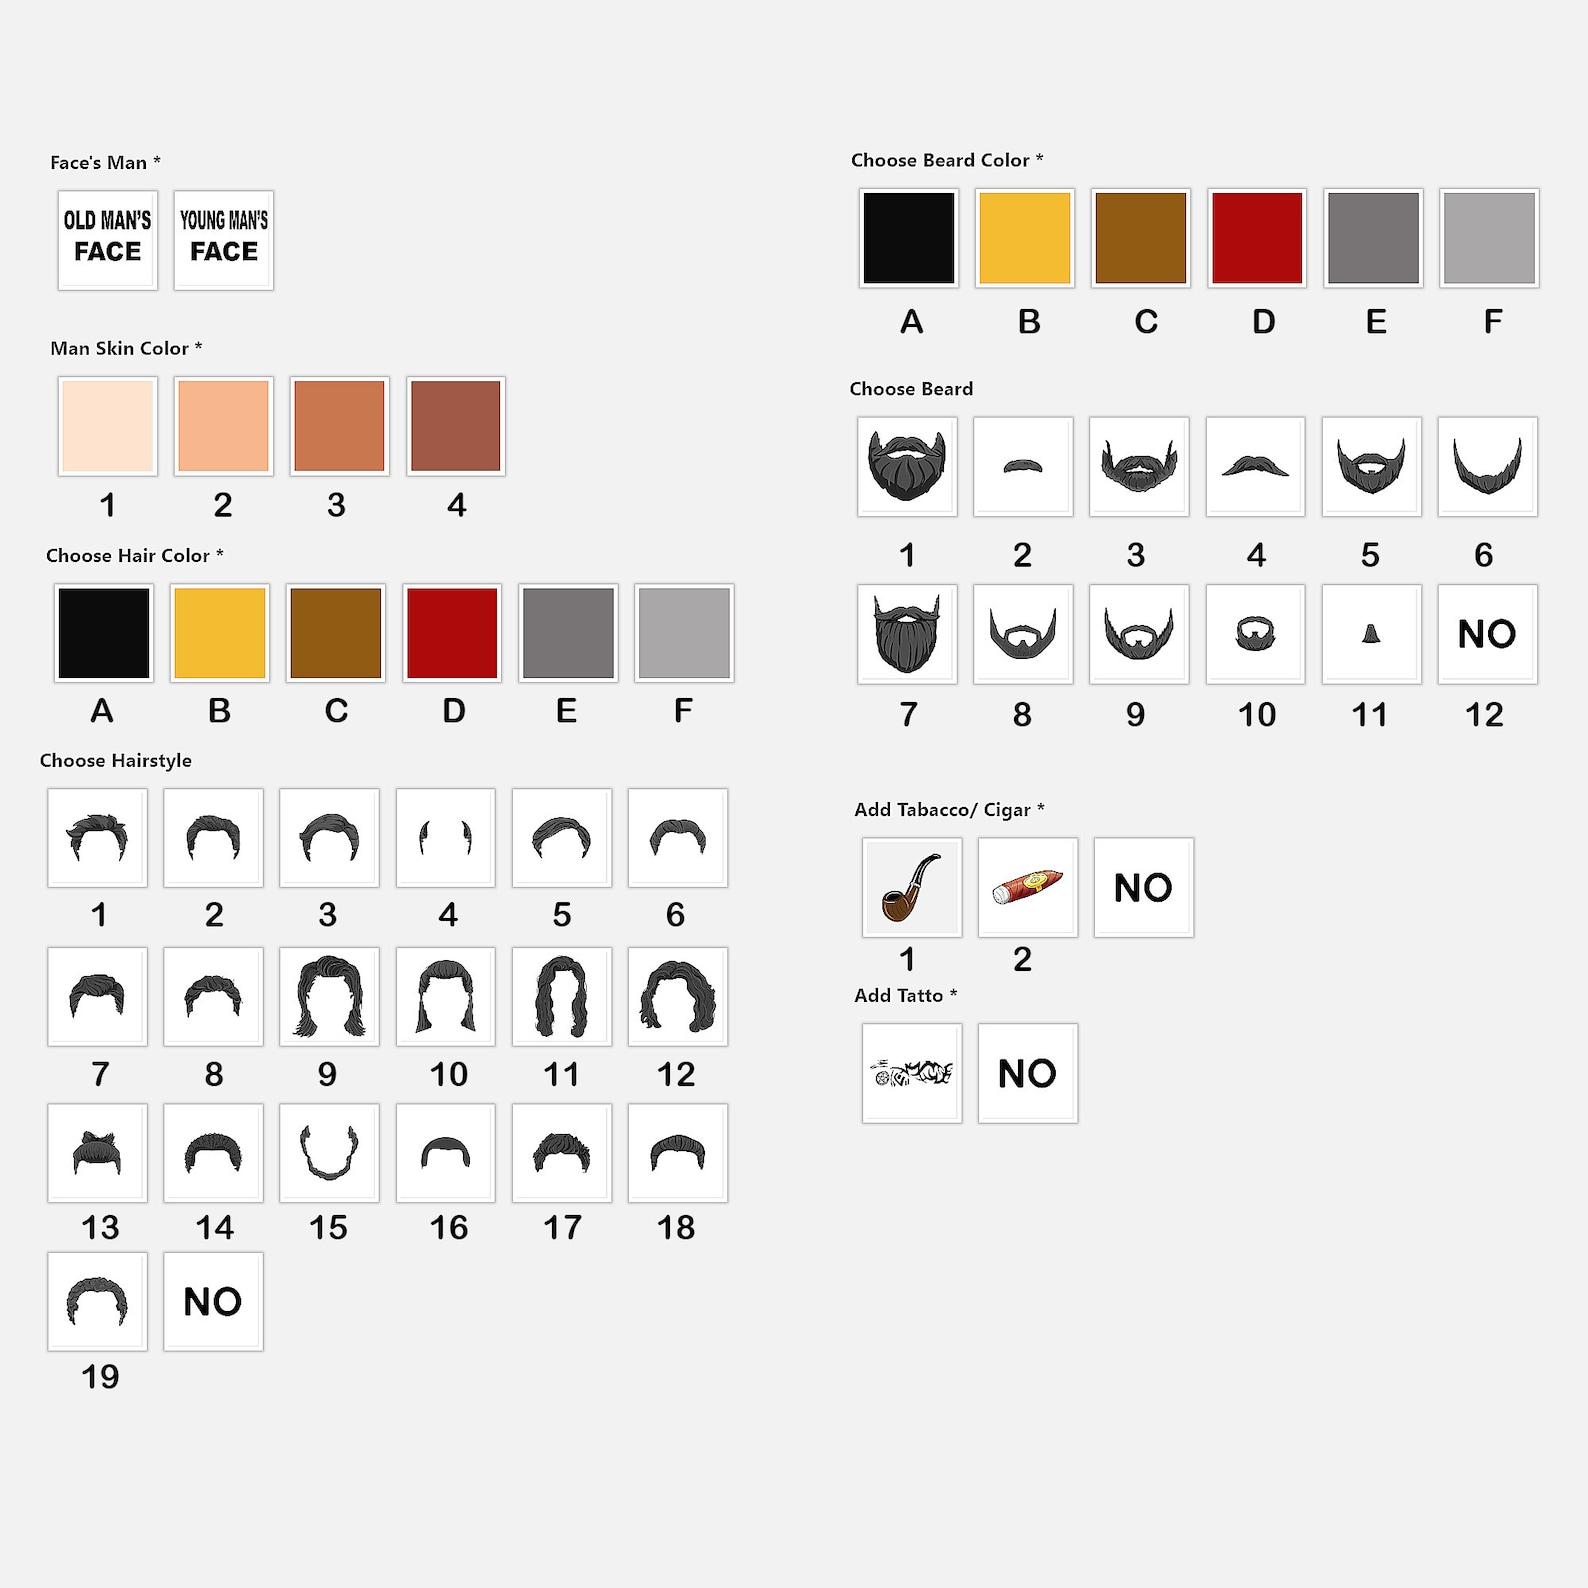 Face's Man *
OLD MAN'S
FACE
YOUNG MAN'S
FACE
Man Skin Color *
1 2 3 4
Choose Hair Color *
A B C D E F
Choose Hairstyle
1 2 3 4 5 6
7 8 9 10 11 12
13 14 15 16 17 18
NO
19
Choose Beard Color *
A B C D E F
Choose Beard
1 2 3 4 5 6
NO
7 8 9 10 11 12
Add Tabacco/ Cigar *
NO
1 2
Add Tatto *
NO